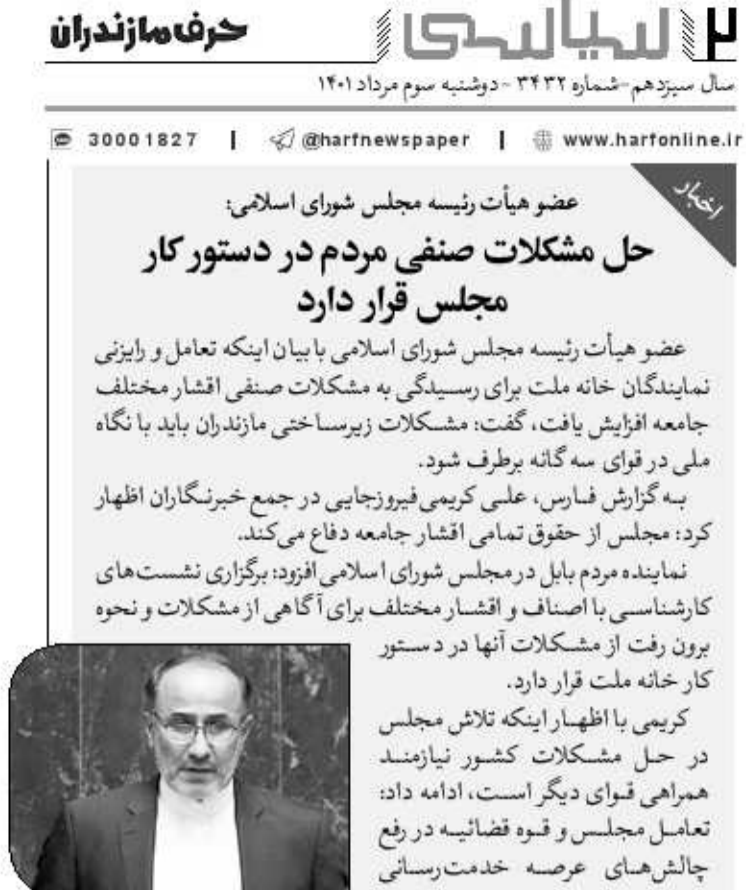 ۲ سیاسی
حرف مازندران
سال سیزدهم-شماره ۳۴۳۲ -دوشنبه سوم مرداد ۱۴۰۱
30001827 | @harfnewspaper | www.harfonline.ir
اخبار
عضو هیأت رئیسه مجلس شورای اسلامی:
حل مشکلات صنفی مردم در دستور کار
مجلس قرار دارد
عضو هیأت رئیسه مجلس شورای اسلامی با بیان اینکه تعامل و رایزنی
نمایندگان خانه ملت برای رسیدگی به مشکلات صنفی اقشار مختلف
جامعه افزایش یافت، گفت: مشکلات زیرساختی مازندران باید با نگاه
ملی در قوای سه گانه برطرف شود.
به گزارش فارس، علی کریمی‌فیروزجایی در جمع خبرنگاران اظهار
کرد: مجلس از حقوق تمامی اقشار جامعه دفاع می‌کند.
نماینده مردم بابل در مجلس شورای اسلامی افزود: برگزاری نشست‌های
کارشناسی با اصناف و اقشار مختلف برای آگاهی از مشکلات و نحوه
برون رفت از مشکلات آنها در دستور
کار خانه ملت قرار دارد.
کریمی با اظهار اینکه تلاش مجلس
در حل مشکلات کشور نیازمند
همراهی قوای دیگر است، ادامه داد:
تعامل مجلس و قوه قضائیه در رفع
چالش‌های عرصه خدمت‌رسانی